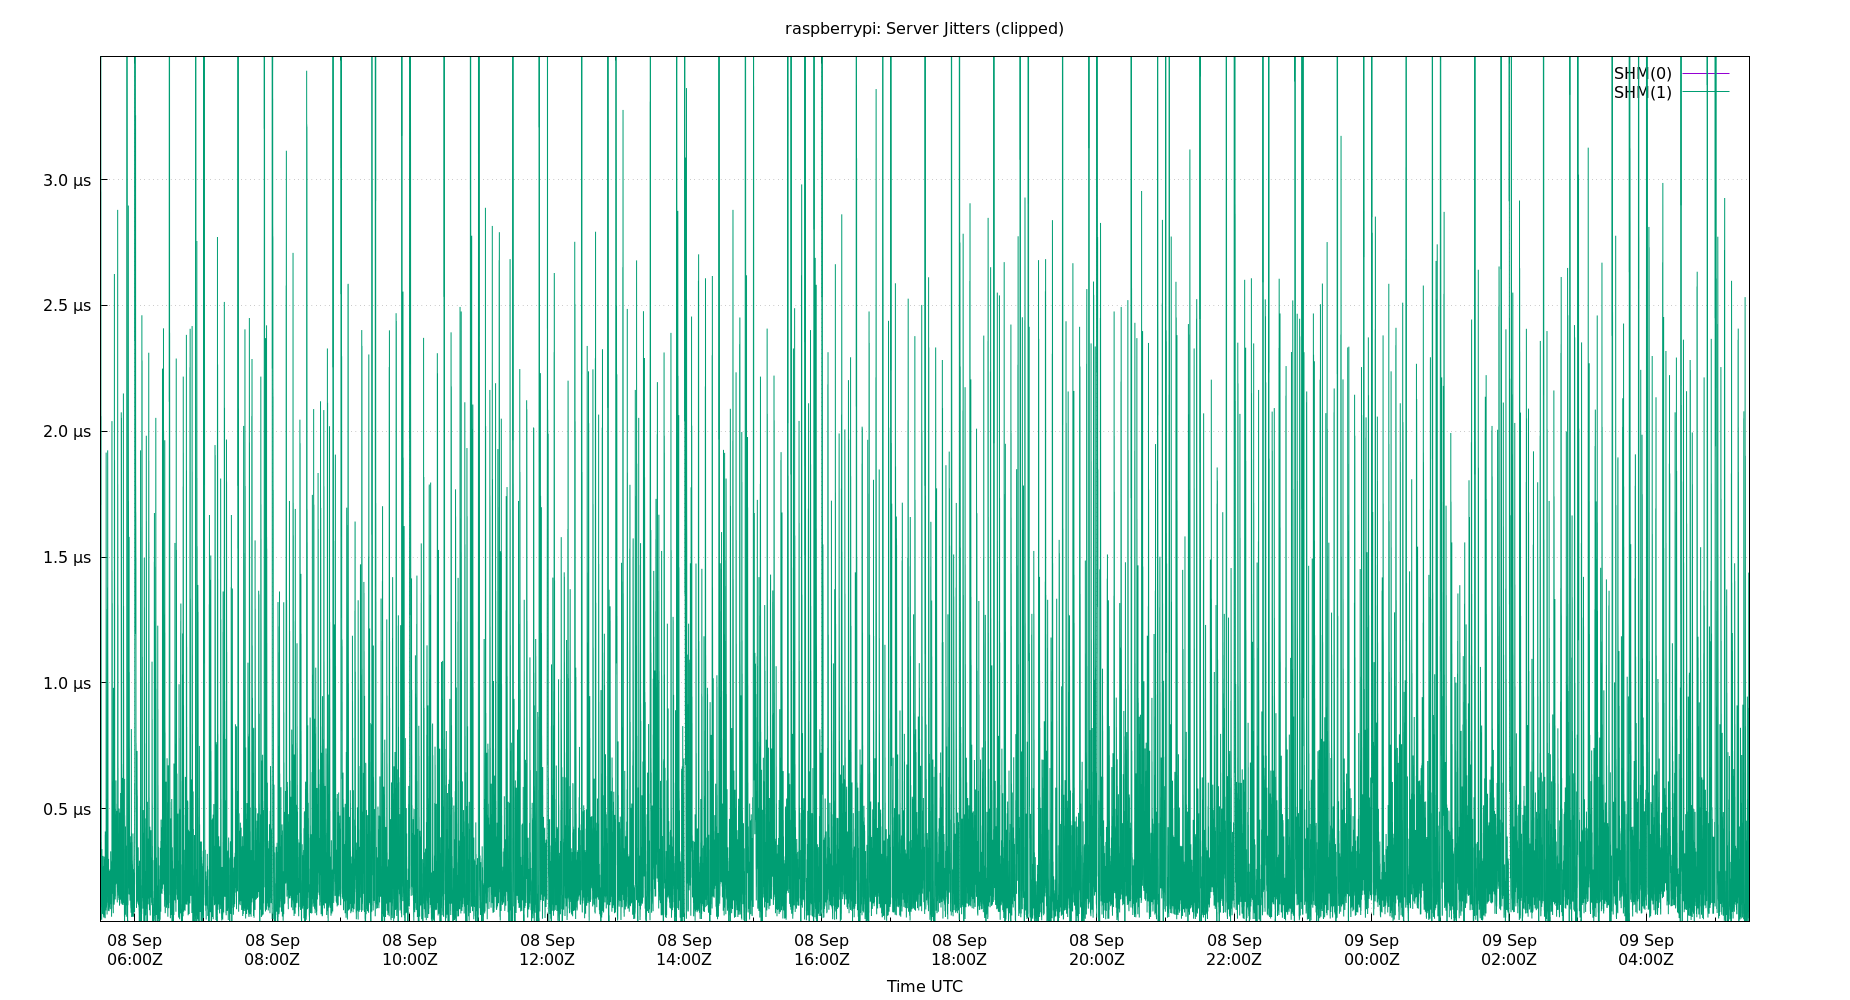 raspberrypi: Server Jitters (clipped)
SHM(0)
SHM(1)
3.0 µs
2.5 µs
2.0 µs
1.5 µs
1.0 µs
0.5 µs
08 Sep 08 Sep 08 Sep 08 Sep 08 Sep 08 Sep 08 Sep 08 Sep 08 Sep 09 Sep 09 Sep 09 Sep
06:00Z 08:00Z 10:00Z 12:00Z 14:00Z 16:00Z 18:00Z 20:00Z 22:00Z 00:00Z 02:00Z 04:00Z
Time UTC